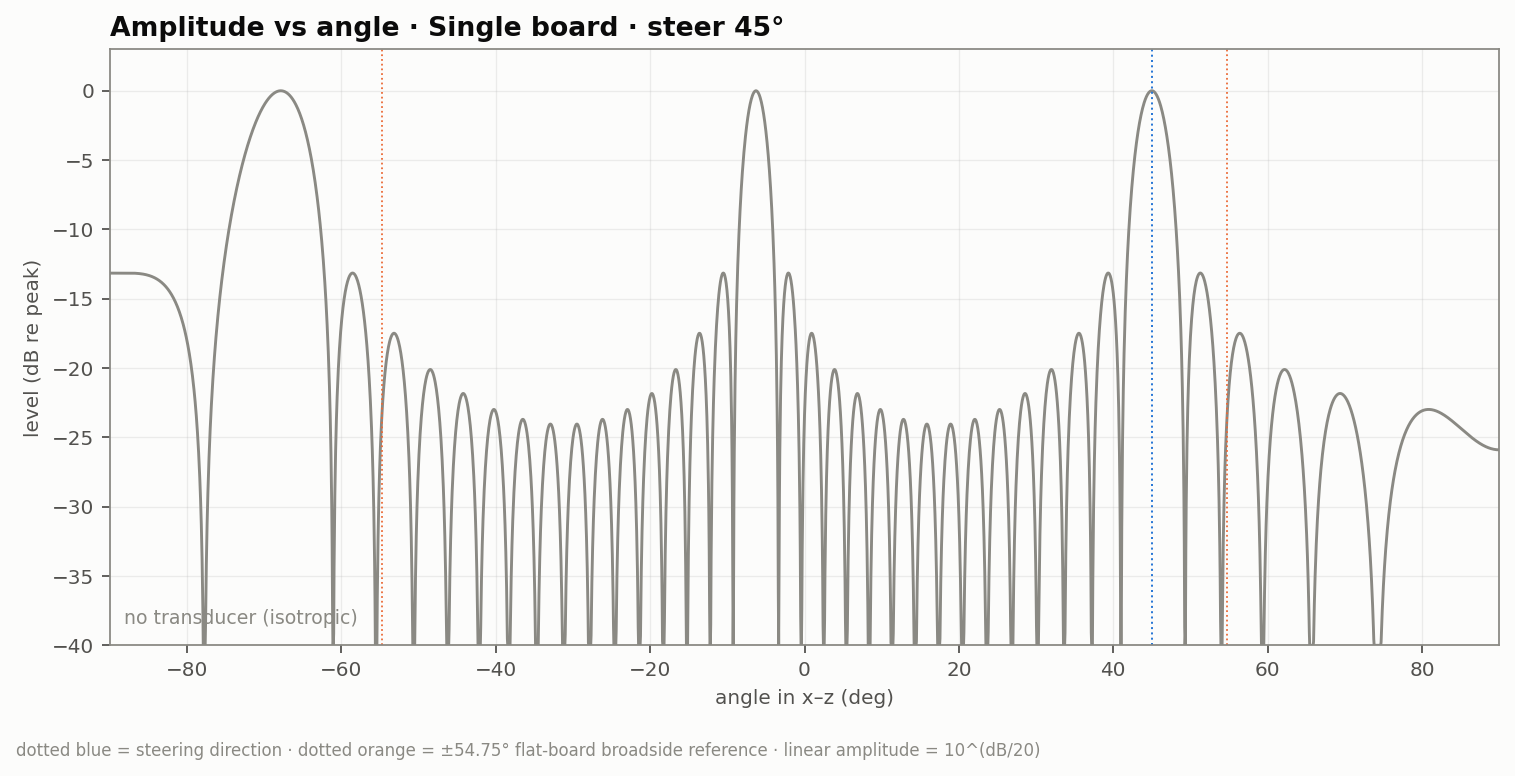 Amplitude vs angle · Single board · steer 45°
level (dB re peak)
0
−5
−10
−15
−20
−25
−30
−35
−40
no transducer (isotropic)
−80 −60 −40 −20 0 20 40 60 80
angle in x–z (deg)
dotted blue = steering direction · dotted orange = ±54.75° flat-board broadside reference · linear amplitude = 10^(dB/20)